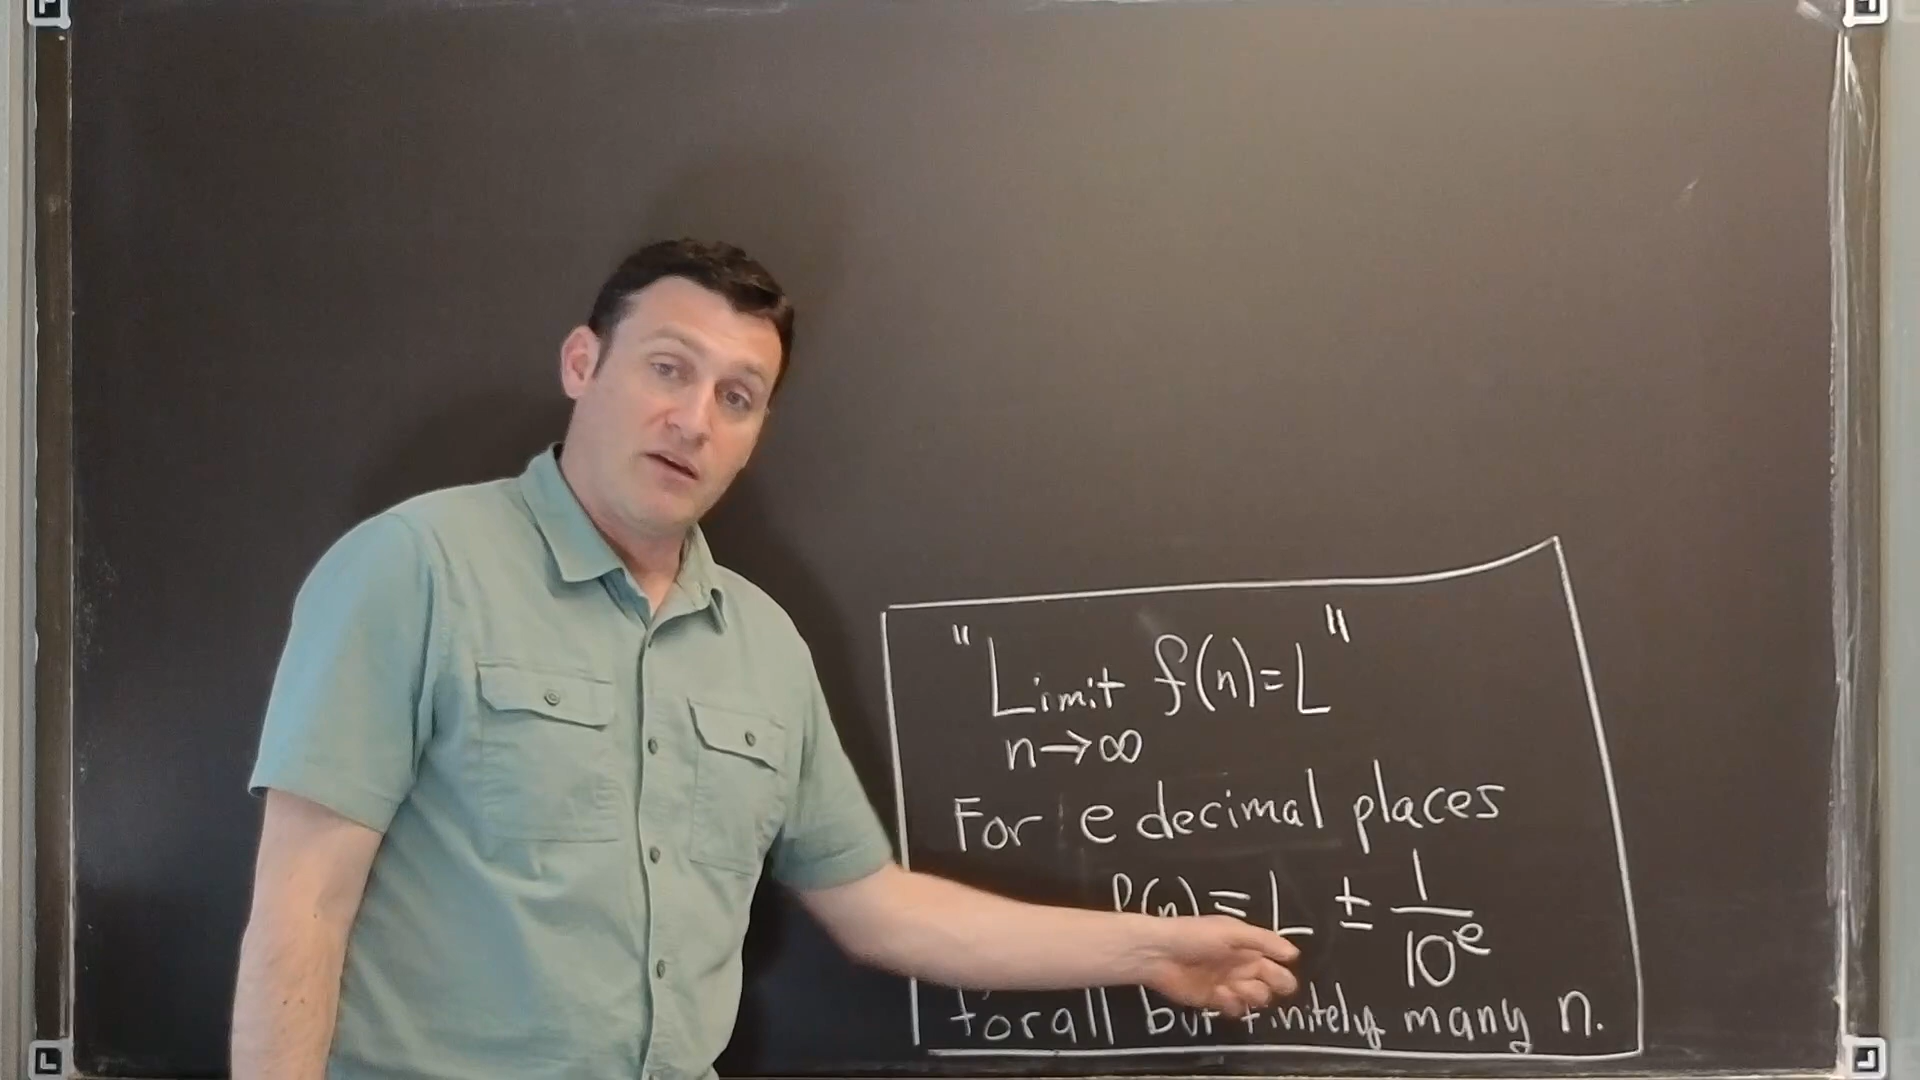 "Limit f(n)=L"
n→∞
For e decimal places
f(n) = L ± 1/10^e
for all but finitely many n.